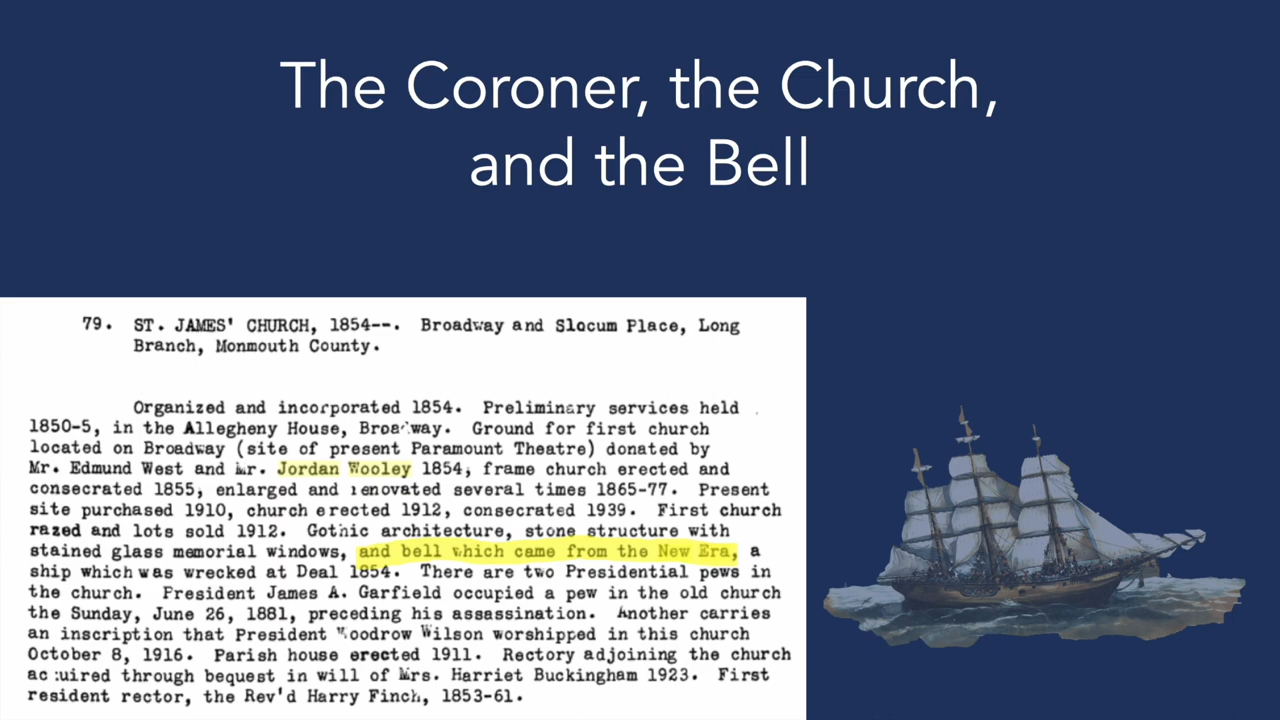 The Coroner, the Church,
and the Bell
79. ST. JAMES' CHURCH, 1854--. Broadway and Slocum Place, Long
Branch, Monmouth County.
Organized and incorporated 1854. Preliminary services held
1850-5, in the Allegheny House, Broadway. Ground for first church
located on Broadway (site of present Paramount Theatre) donated by
Mr. Edmund West and Mr. Jordan Wooley 1854, frame church erected and
consecrated 1855, enlarged and renovated several times 1865-77. Present
site purchased 1910, church erected 1912, consecrated 1939. First church
razed and lots sold 1912. Gothic architecture, stone structure with
stained glass memorial windows, and bell which came from the New Era, a
ship which was wrecked at Deal 1854. There are two Presidential pews in
the church. President James A. Garfield occupied a pew in the old church
the Sunday, June 26, 1881, preceding his assassination. Another carries
an inscription that President Woodrow Wilson worshipped in this church
October 8, 1916. Parish house erected 1911. Rectory adjoining the church
acquired through bequest in will of Mrs. Harriet Buckingham 1923. First
resident rector, the Rev'd Harry Finch, 1853-61.